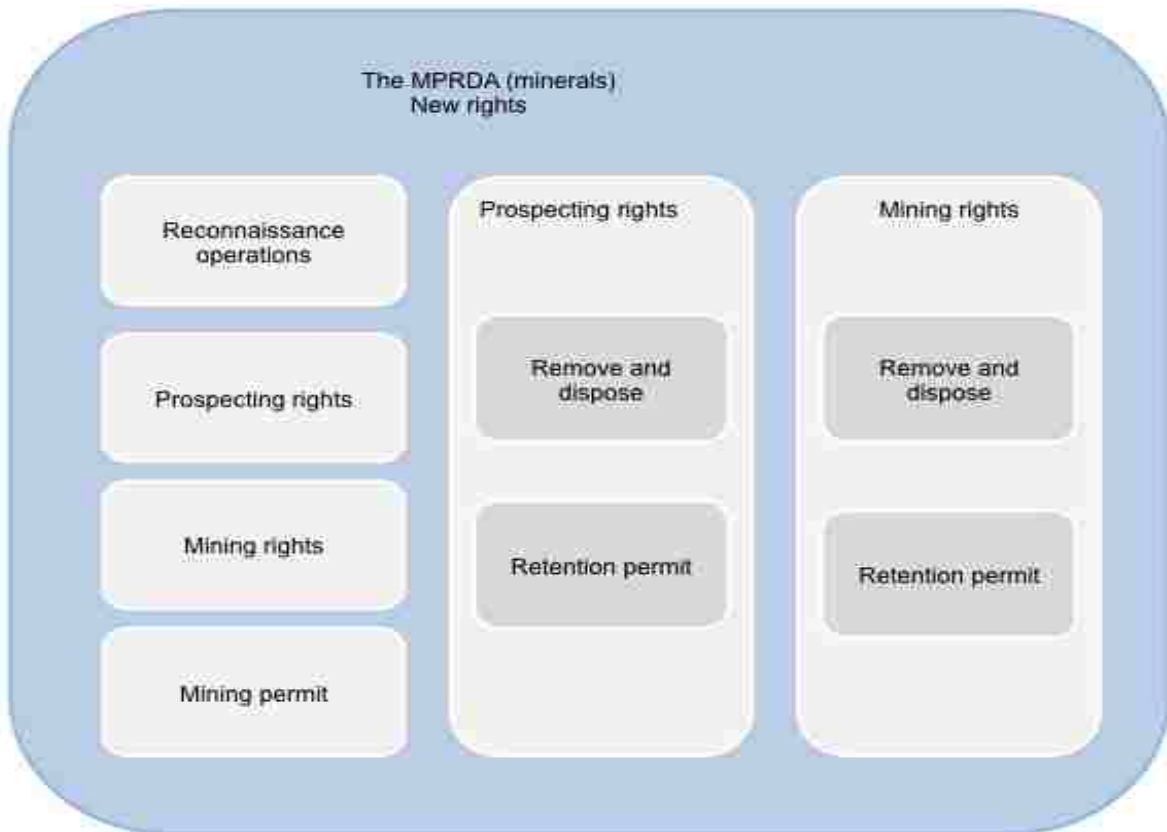 The MPRDA (minerals)
New rights
Reconnaissance
operations
Prospecting rights
Mining rights
Mining permit
Prospecting rights
Remove and
dispose
Retention permit
Mining rights
Remove and
dispose
Retention permit